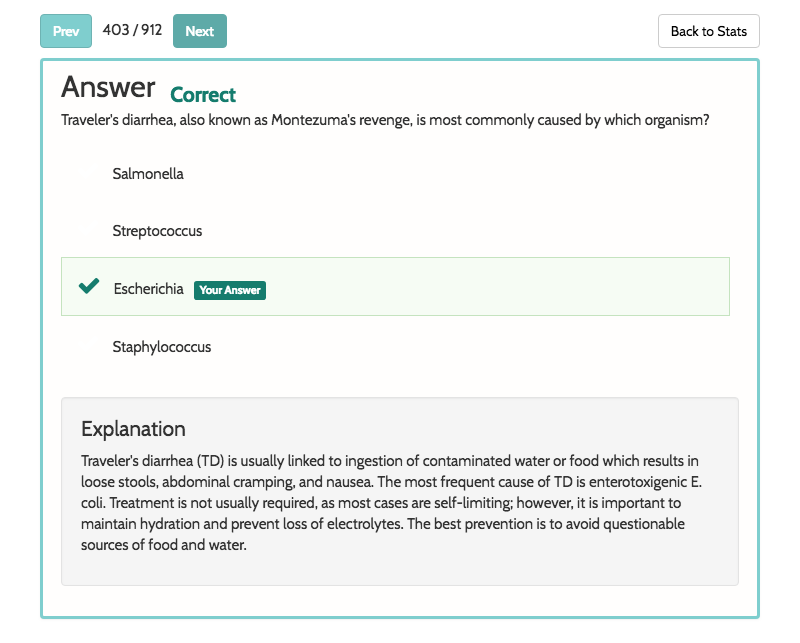 Prev 403 / 912 Next Back to Stats
Answer Correct
Traveler's diarrhea, also known as Montezuma's revenge, is most commonly caused by which organism?
Salmonella
Streptococcus
Escherichia Your Answer
Staphylococcus
Explanation
Traveler's diarrhea (TD) is usually linked to ingestion of contaminated water or food which results in
loose stools, abdominal cramping, and nausea. The most frequent cause of TD is enterotoxigenic E.
coli. Treatment is not usually required, as most cases are self-limiting; however, it is important to
maintain hydration and prevent loss of electrolytes. The best prevention is to avoid questionable
sources of food and water.